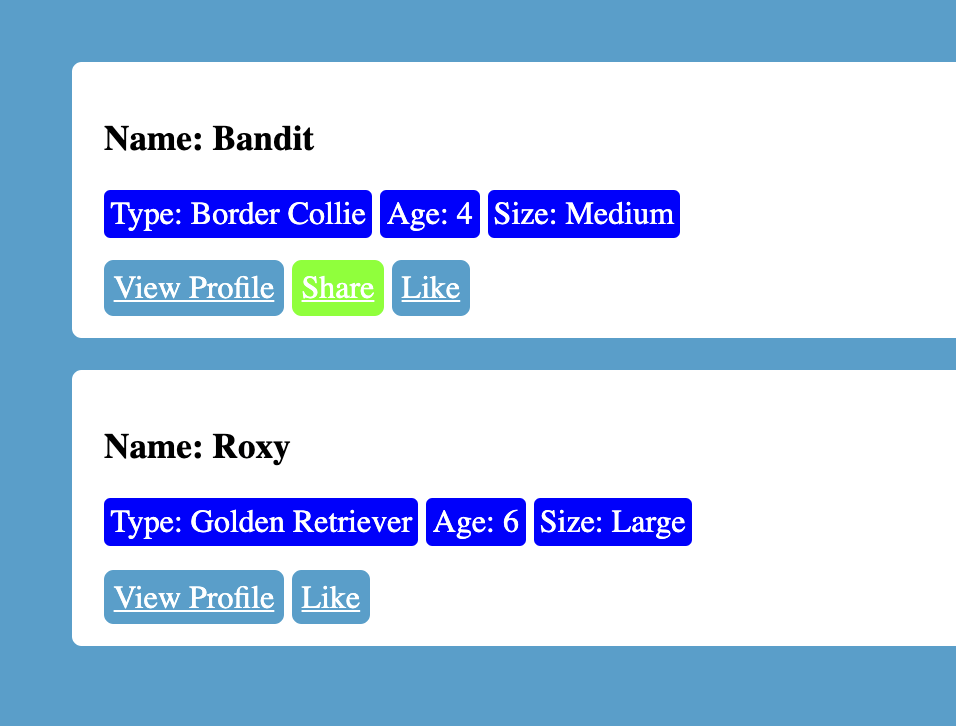 Name: Bandit
Type: Border Collie Age: 4 Size: Medium
View Profile Share Like
Name: Roxy
Type: Golden Retriever Age: 6 Size: Large
View Profile Like